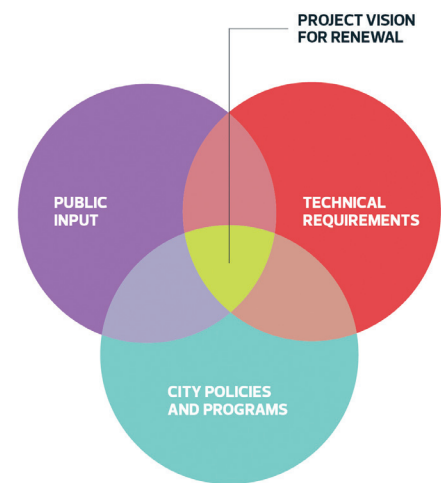 PROJECT VISION
FOR RENEWAL
PUBLIC
INPUT
TECHNICAL
REQUIREMENTS
CITY POLICIES
AND PROGRAMS